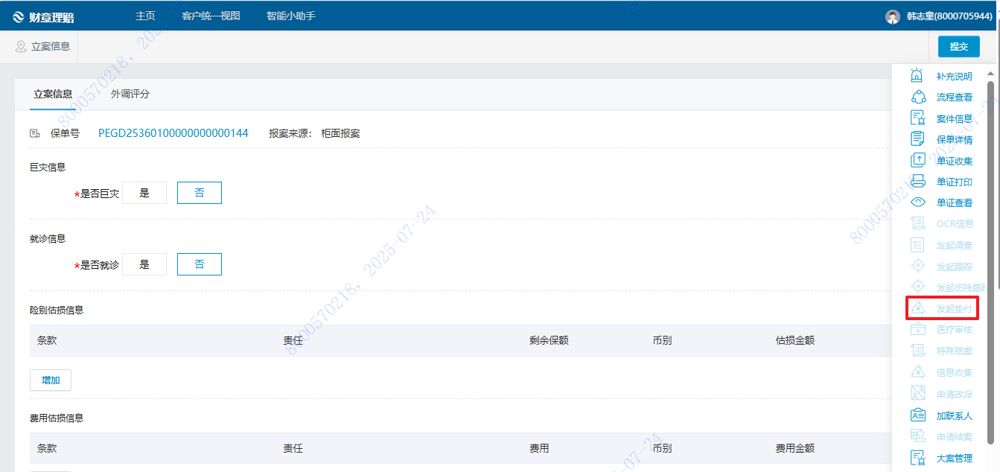 财意理赔 主页 客户统一视图 智能小助手 韩志童(8000705944)
立案信息 提交
立案信息 外调评分
保单号 PEGD25360100000000000144 报案来源: 柜面报案
巨灾信息
*是否巨灾 是 否
就诊信息
*是否就诊 是 否
险别估损信息
条款 责任 剩余保额 币别 估损金额
增加
费用估损信息
条款 责任 费用 币别 费用金额
补充说明
流程查看
案件信息
保单详情
单证收集
单证打印
单证查看
OCR信息
发起调查
发起跟踪
发起伤残跟踪
发起垫付
医疗审核
特殊赔案
信息收集
申请改派
加联系人
申请结案
大案管理
8000570218, 2025-07-24
8000570218, 2025-07-24
8000570218, 2025-07-24